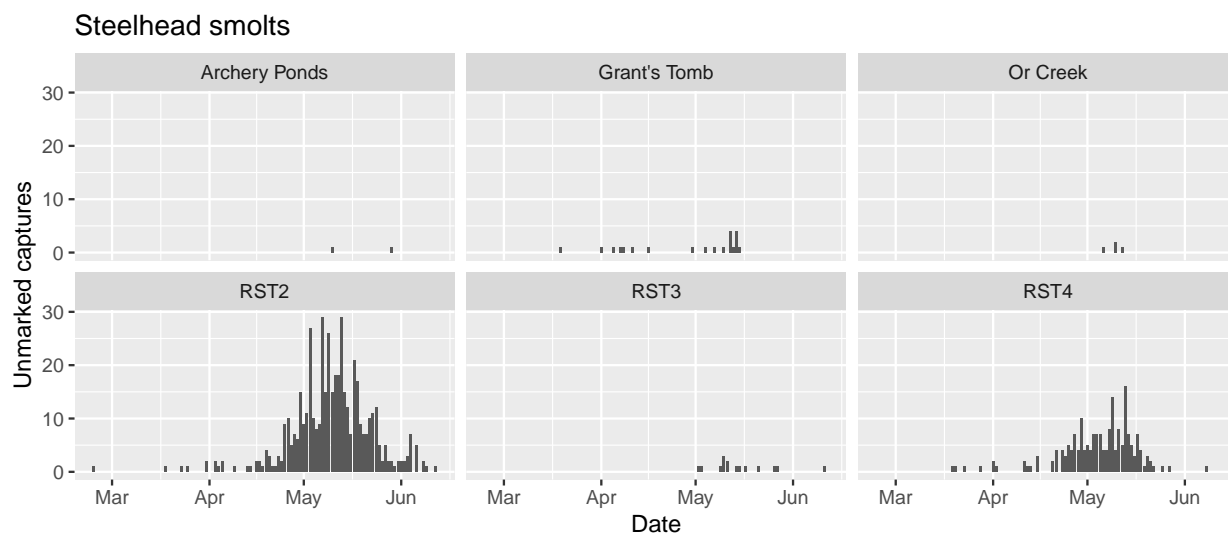 Steelhead smolts
Archery Ponds Grant's Tomb Or Creek
30
20
10
0
RST2 RST3 RST4
30
20
10
0
Unmarked captures
Mar Apr May Jun Mar Apr May Jun Mar Apr May Jun
Date